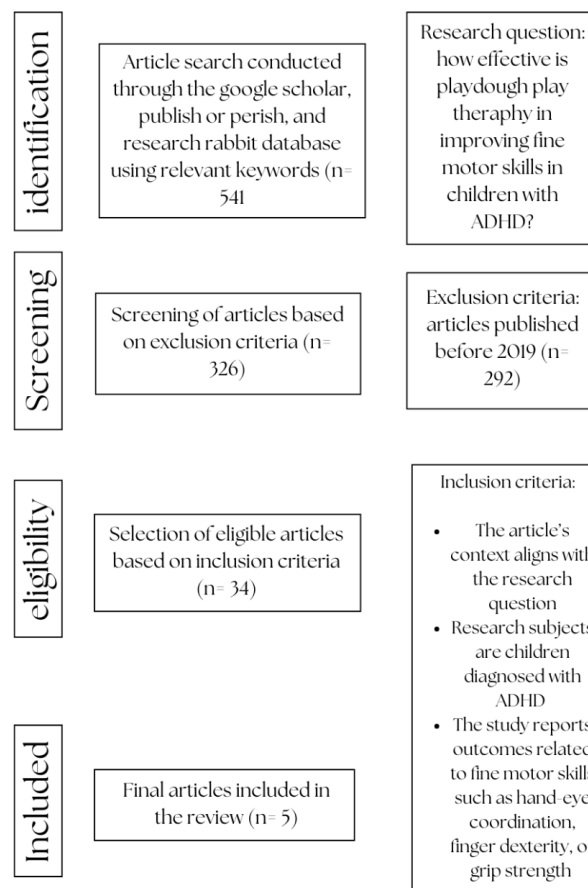 identification
Article search conducted
through the google scholar,
publish or perish, and
research rabbit database
using relevant keywords (n=
541
Research question:
how effective is
playdough play
theraphy in
improving fine
motor skills in
children with
ADHD?
Screening
Screening of articles based
on exclusion criteria (n=
326)
Exclusion criteria:
articles published
before 2019 (n=
292)
eligibility
Selection of eligible articles
based on inclusion criteria
(n= 34)
Inclusion criteria:
• The article's
context aligns with
the research
question
• Research subjects
are children
diagnosed with
ADHD
• The study reports
outcomes related
to fine motor skills
such as hand-eye
coordination,
finger dexterity, o
grip strength
Included
Final articles included in
the review (n= 5)